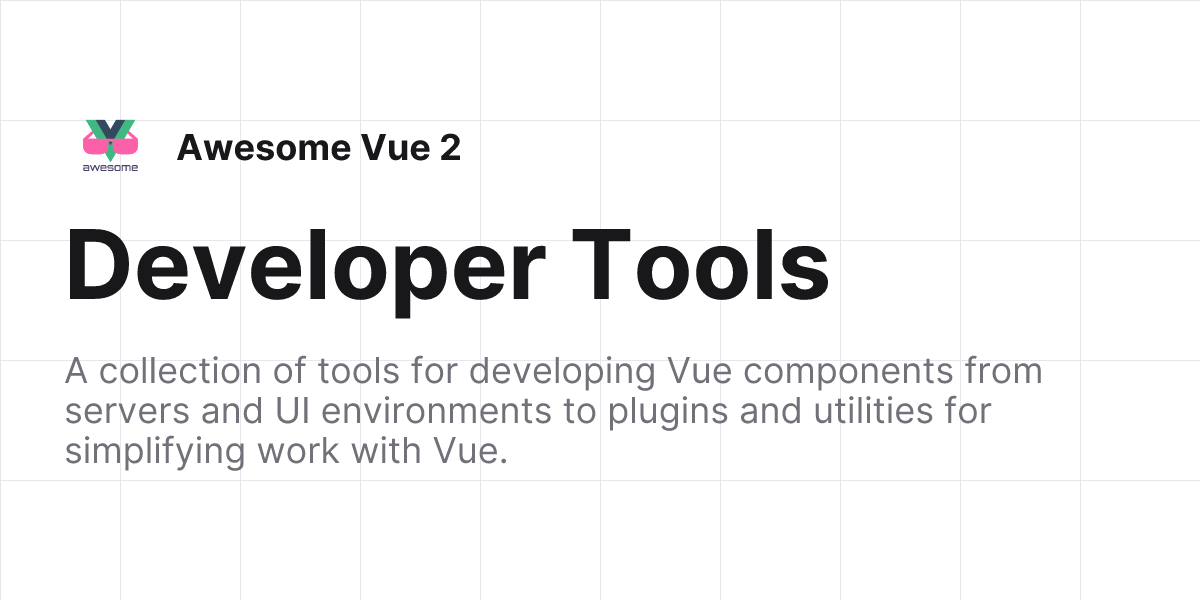 awesome
Awesome Vue 2
Developer Tools
A collection of tools for developing Vue components from
servers and UI environments to plugins and utilities for
simplifying work with Vue.